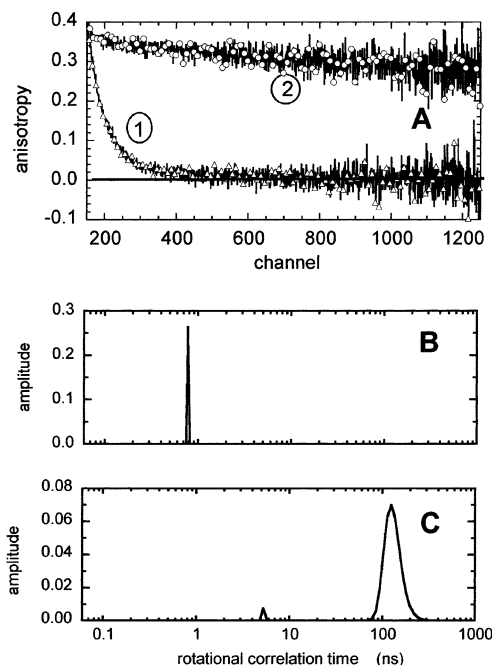 0.4
0.3
0.2
0.1
0.0
-0.1
anisotropy
1
2
A
200 400 600 800 1000 1200
channel
0.3
0.2
0.1
0.0
amplitude
B
0.08
0.06
0.04
0.02
0.00
amplitude
C
0.1 1 10 100 1000
rotational correlation time (ns)